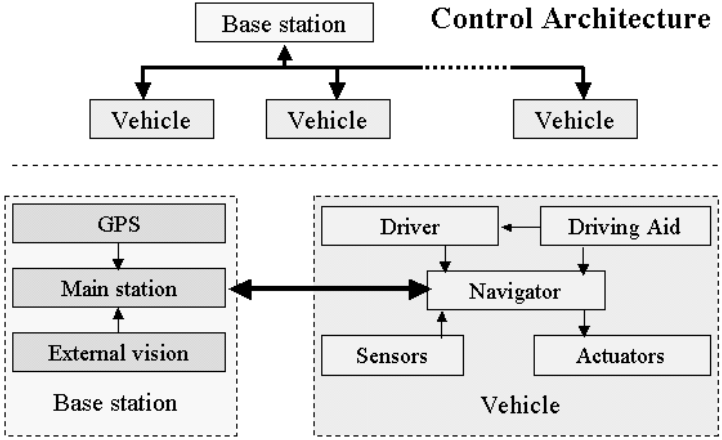 Control Architecture
Base station
Vehicle Vehicle Vehicle
GPS
Main station
External vision
Base station
Driver Driving Aid
Navigator
Sensors Actuators
Vehicle